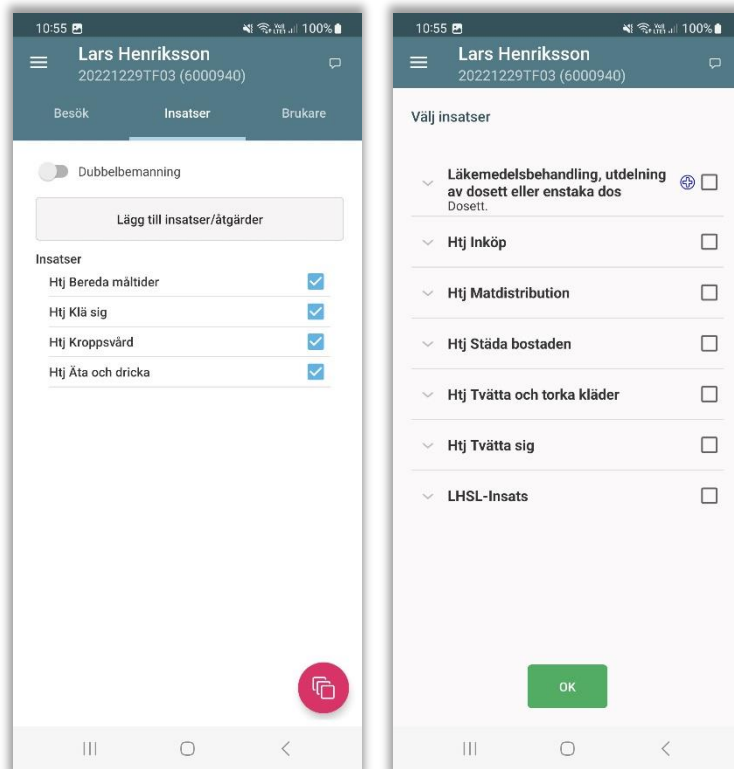 10:55 100%
Lars Henriksson
20221229TF03 (6000940)
Besök Insatser Brukare
Dubbelbemanning
Lägg till insatser/åtgärder
Insatser
Htj Bereda måltider
Htj Klä sig
Htj Kroppsvård
Htj Äta och dricka
10:55 100%
Lars Henriksson
20221229TF03 (6000940)
Välj insatser
Läkemedelsbehandling, utdelning
av dosett eller enstaka dos
Dosett.
Htj Inköp
Htj Matdistribution
Htj Städa bostaden
Htj Tvätta och torka kläder
Htj Tvätta sig
LHSL-Insats
OK